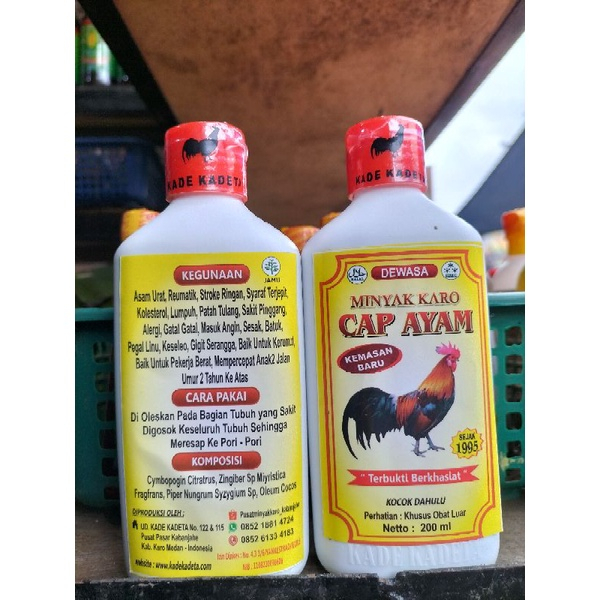 KADE KADETA
KEGUNAAN
JAMU
Asam Urat, Reumatik, Stroke Ringan, Syaraf Terjepit,
Kolesterol, Lumpuh, Patah Tulang, Sakit Pinggang,
Alergi, Gatal Gatal, Masuk Angin, Sesak, Batuk,
Pegal Linu, Keseleo, Gigit Serangga, Baik Untuk
Baik Untuk Pekerja Berat, Mempercepat Anak2 Jalan
Umur 2 Tahun Ke Atas
CARA PAKAI
Di Oleskan Pada Bagian Tubuh yang Sakit
Digosok Keseluruh Tubuh Sehingga
Meresap Ke Pori - Pori
KOMPOSISI
Cymbopogin Citratrus, Zingiber Sp Miyristica
Fragfrans, Piper Nungrum Syzygium Sp, Oleum Cocos
DIPRODUKSI OLEH :
UD. KADE KADETA No. 122 & 115
Pusat Pasar Kabanjahe
Kab. Karo Medan - Indonesia
website : www.kadekadeta.com
0852 1661 4724
0852 6133 4183
KADE KADETA
DEWASA
MINYAK KARO
CAP AYAM
KEMASAN
BARU
SEJAK
1995
" Terbukti Berkhasiat "
KOCOK DAHULU
Perhatian : Khusus Obat Luar
Netto : 200 ml
KADE KADETA